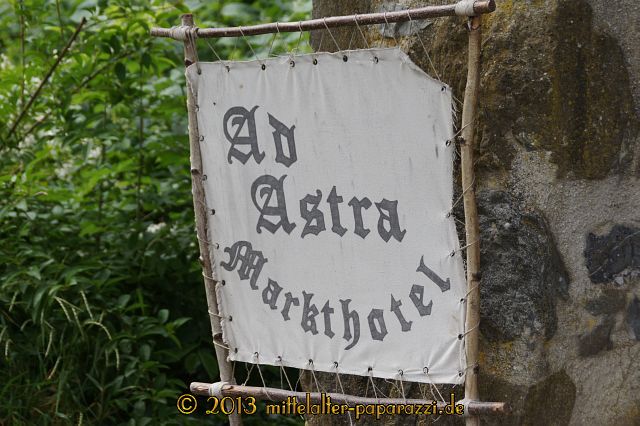 Ad
Astra
Markthotel
© 2013 mittelalter-paparazzi.de